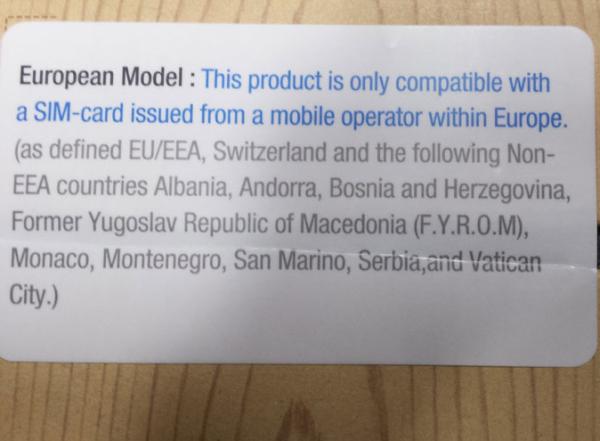 European Model : This product is only compatible with
a SIM-card issued from a mobile operator within Europe.
(as defined EU/EEA, Switzerland and the following Non-
EEA countries Albania, Andorra, Bosnia and Herzegovina,
Former Yugoslav Republic of Macedonia (F.Y.R.O.M),
Monaco, Montenegro, San Marino, Serbia,and Vatican
City.)